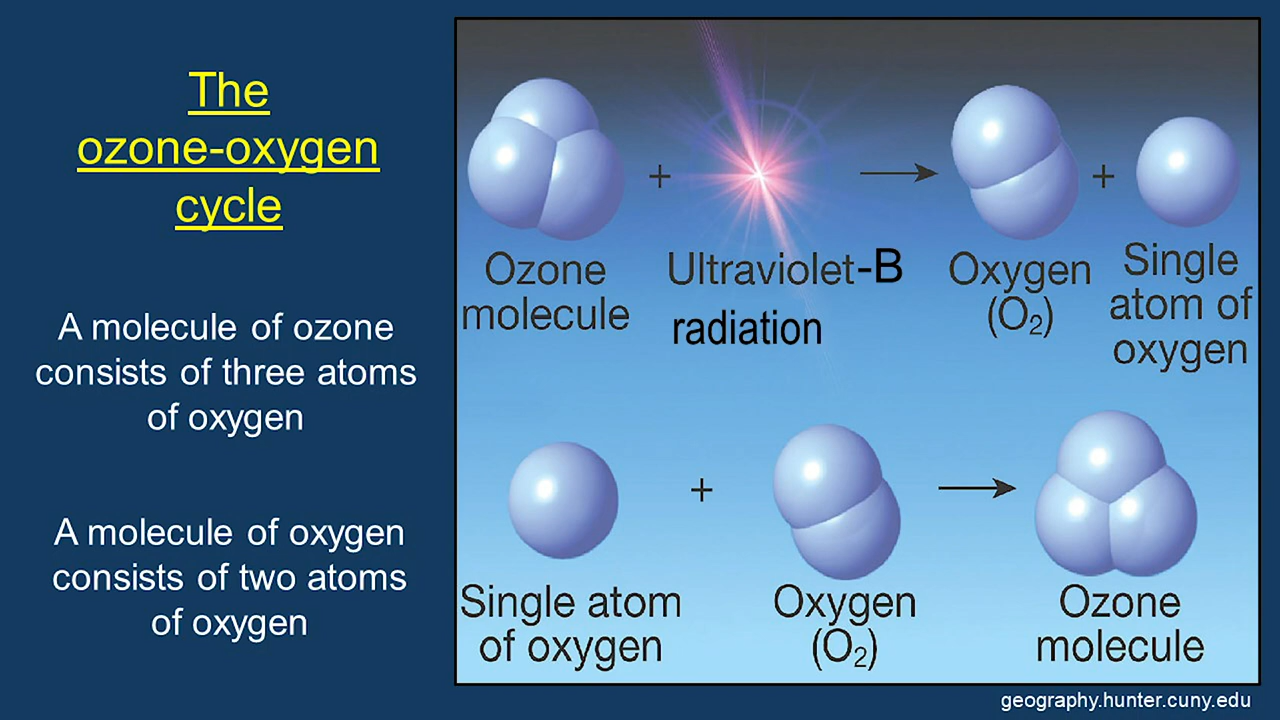 The
ozone-oxygen
cycle
A molecule of ozone
consists of three atoms
of oxygen
A molecule of oxygen
consists of two atoms
of oxygen
+
+
Ozone
molecule
Ultraviolet-B
radiation
Oxygen
(O₂)
Single
atom of
oxygen
+
Single atom
of oxygen
Oxygen
(O₂)
Ozone
molecule
geography.hunter.cuny.edu